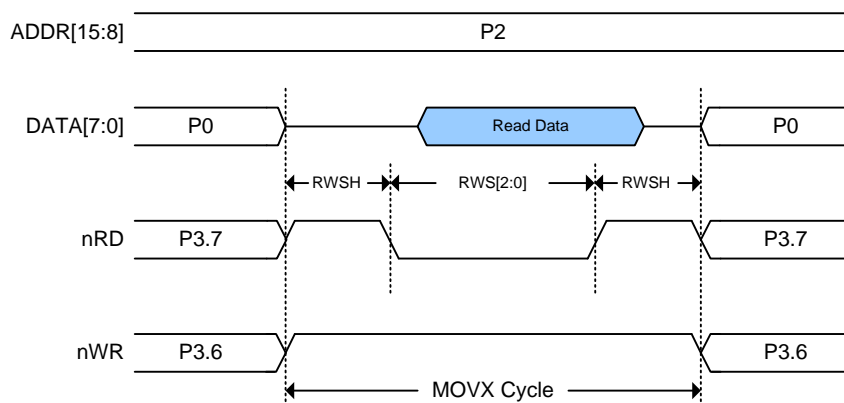 ADDR[15:8] P2
DATA[7:0] P0 Read Data P0
RWSH RWS[2:0] RWSH
nRD P3.7 P3.7
nWR P3.6 P3.6
MOVX Cycle